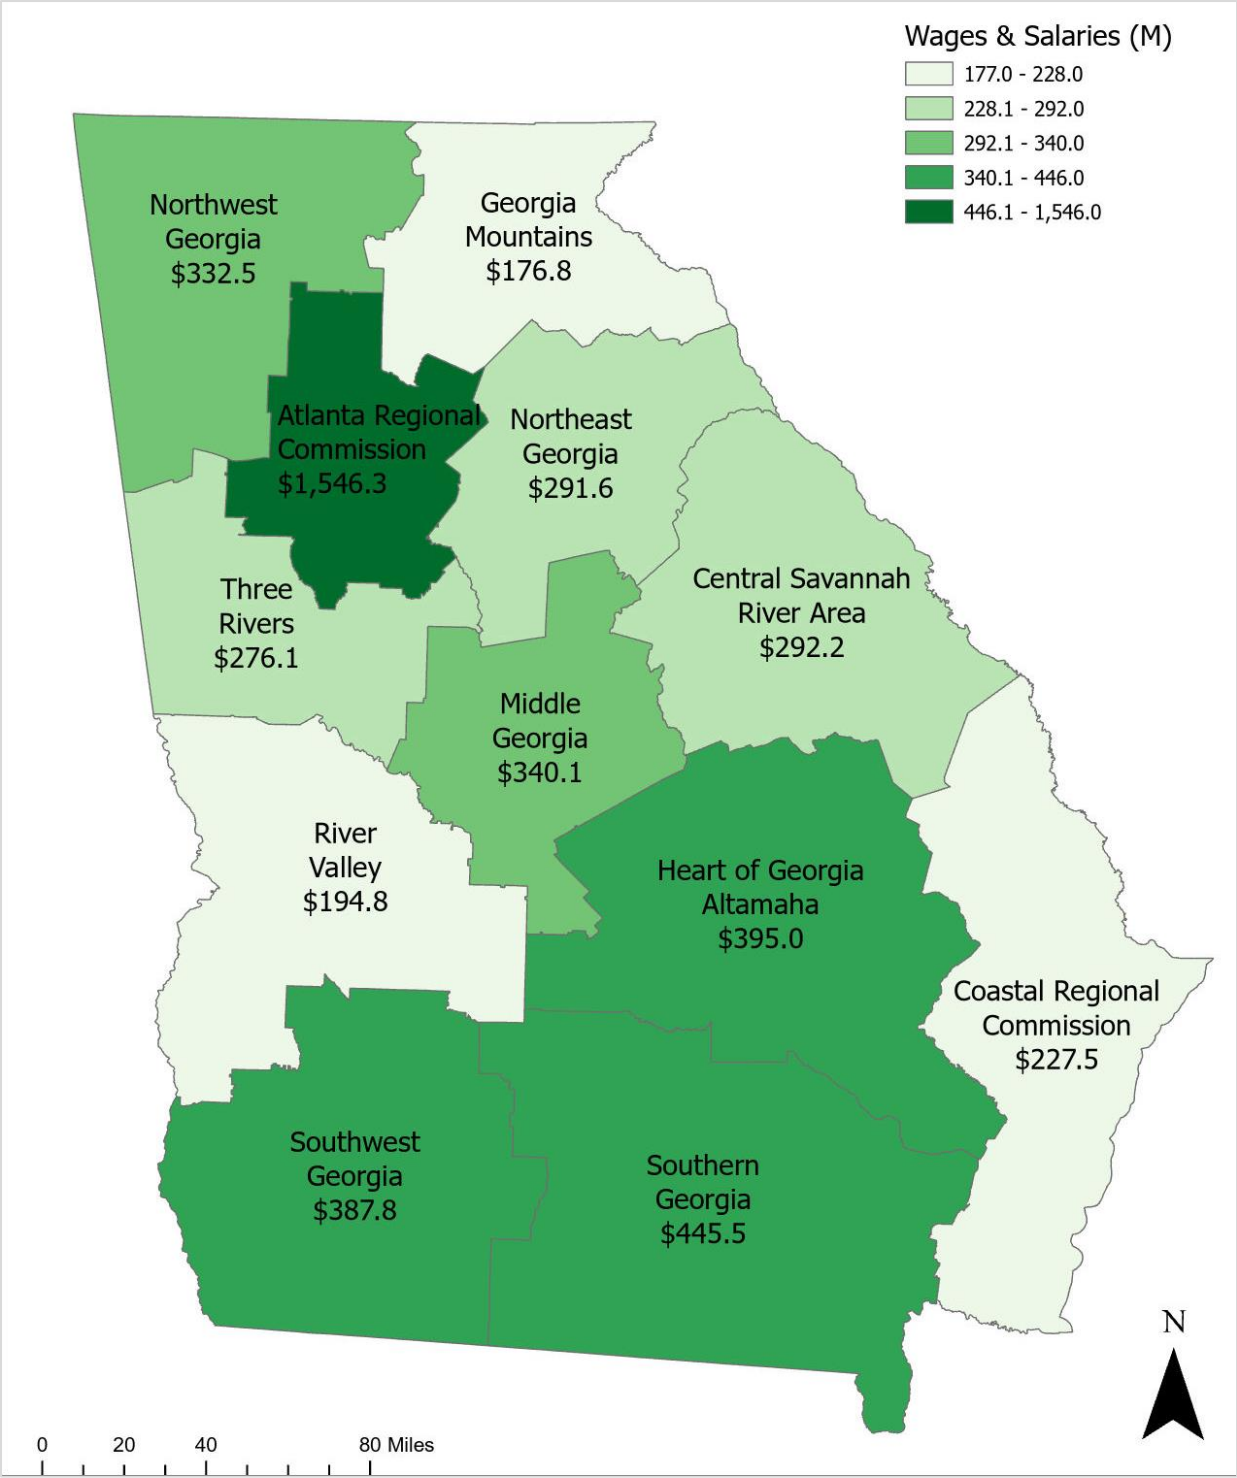 Wages & Salaries (M)
177.0 - 228.0
228.1 - 292.0
292.1 - 340.0
340.1 - 446.0
446.1 - 1,546.0
Northwest
Georgia
$332.5
Georgia
Mountains
$176.8
Atlanta Regional
Commission
$1,546.3
Northeast
Georgia
$291.6
Three
Rivers
$276.1
Central Savannah
River Area
$292.2
Middle
Georgia
$340.1
River
Valley
$194.8
Heart of Georgia
Altamaha
$395.0
Coastal Regional
Commission
$227.5
Southwest
Georgia
$387.8
Southern
Georgia
$445.5
N
0 20 40 80 Miles